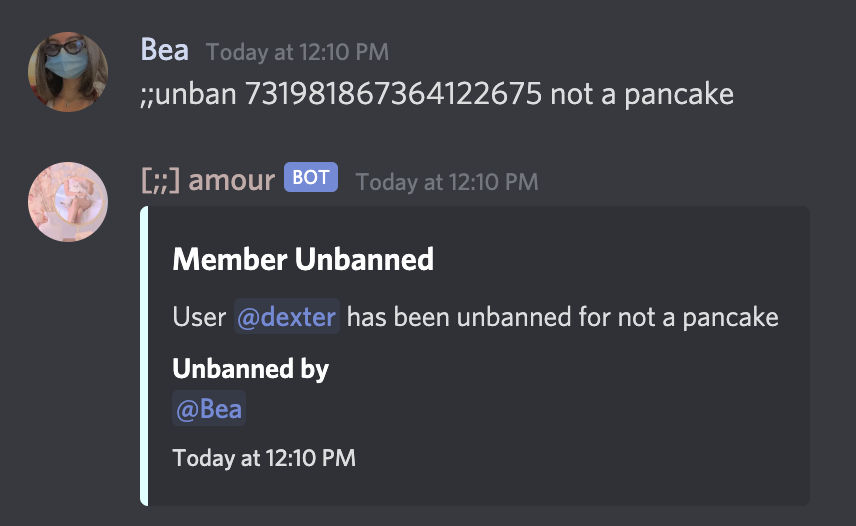 Bea Today at 12:10 PM
;;unban 731981867364122675 not a pancake
[;;] amour BOT Today at 12:10 PM
Member Unbanned
User @dexter has been unbanned for not a pancake
Unbanned by
@Bea
Today at 12:10 PM